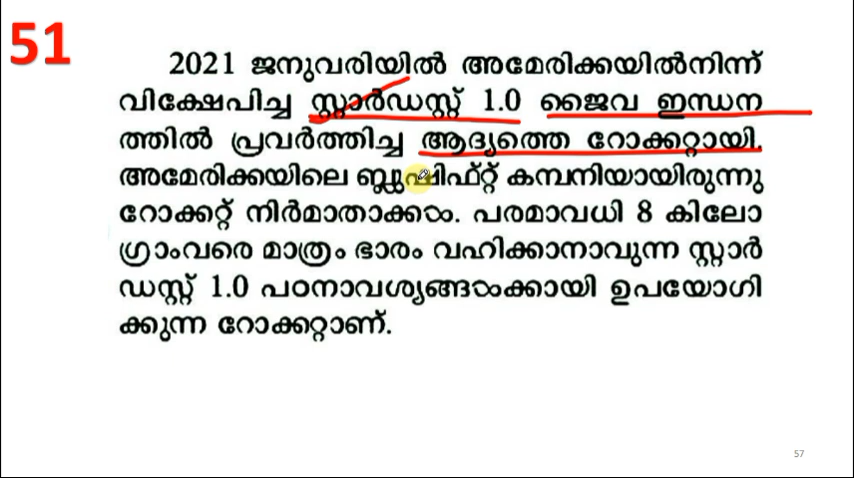 51
2021 ജനുവരിയിൽ അമേരിക്കയിൽനിന്ന്
വിക്ഷേപിച്ച സ്റ്റാർഡസ്റ്റ് 1.0 ജൈവ ഇന്ധന
ത്തിൽ പ്രവർത്തിച്ച ആദ്യത്തെ റോക്കറ്റായി.
അമേരിക്കയിലെ ബ്ലൂഷിഫ്റ്റ് കമ്പനിയായിരുന്നു
റോക്കറ്റ് നിർമാതാക്കൾ. പരമാവധി 8 കിലോ
ഗ്രാംവരെ മാത്രം ഭാരം വഹിക്കാനാവുന്ന സ്റ്റാർ
ഡസ്റ്റ് 1.0 പഠനാവശ്യങ്ങൾക്കായി ഉപയോഗി
ക്കുന്ന റോക്കറ്റാണ്.
57